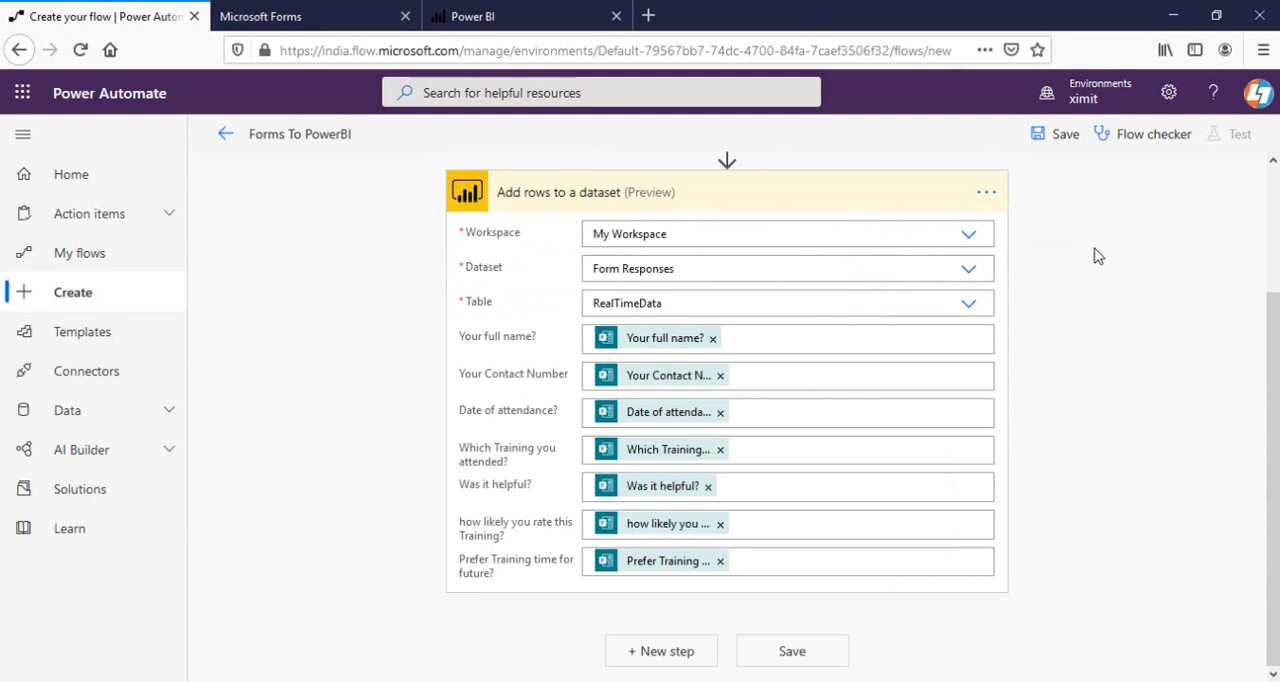 Create your flow | Power Autom
Microsoft Forms
Power BI
https://india.flow.microsoft.com/manage/environments/Default-79567bb7-74dc-4700-84fa-7caef3506f32/flows/new
Power Automate
Search for helpful resources
Environments
ximit
Forms To PowerBI
Save
Flow checker
Test
Home
Action items
My flows
Create
Templates
Connectors
Data
AI Builder
Solutions
Learn
Add rows to a dataset (Preview)
* Workspace
My Workspace
* Dataset
Form Responses
* Table
RealTimeData
Your full name?
Your full name? ×
Your Contact Number
Your Contact N... ×
Date of attendance?
Date of attenda... ×
Which Training you
attended?
Which Training... ×
Was it helpful?
Was it helpful? ×
how likely you rate this
Training?
how likely you ... ×
Prefer Training time for
future?
Prefer Training ... ×
+ New step
Save